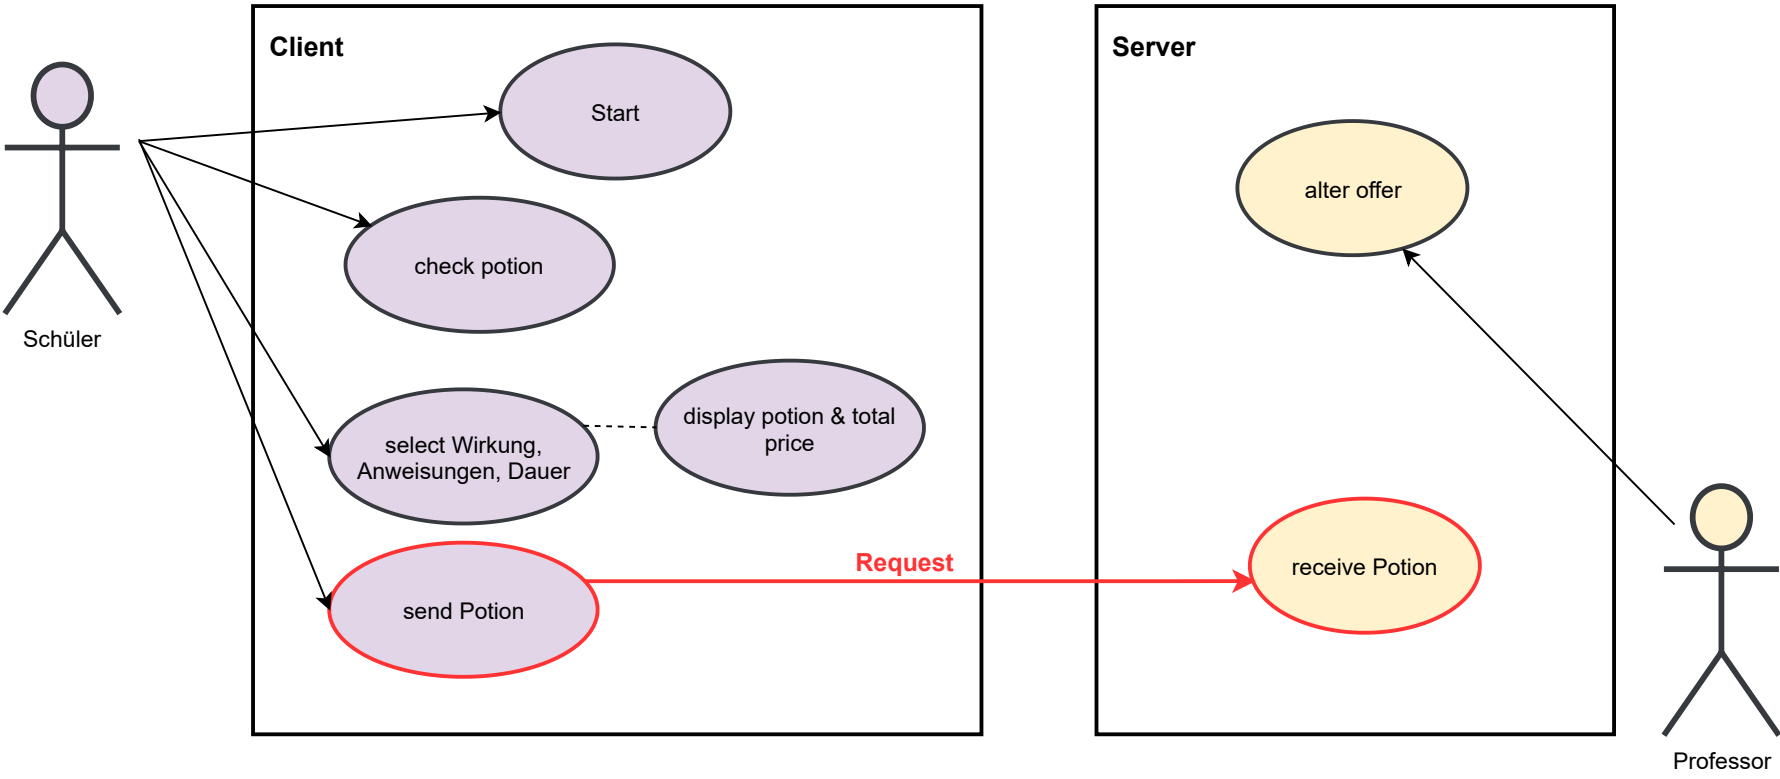 Client
Server
Start
alter offer
check potion
Schüler
display potion & total
price
select Wirkung,
Anweisungen, Dauer
Request
receive Potion
send Potion
Professor